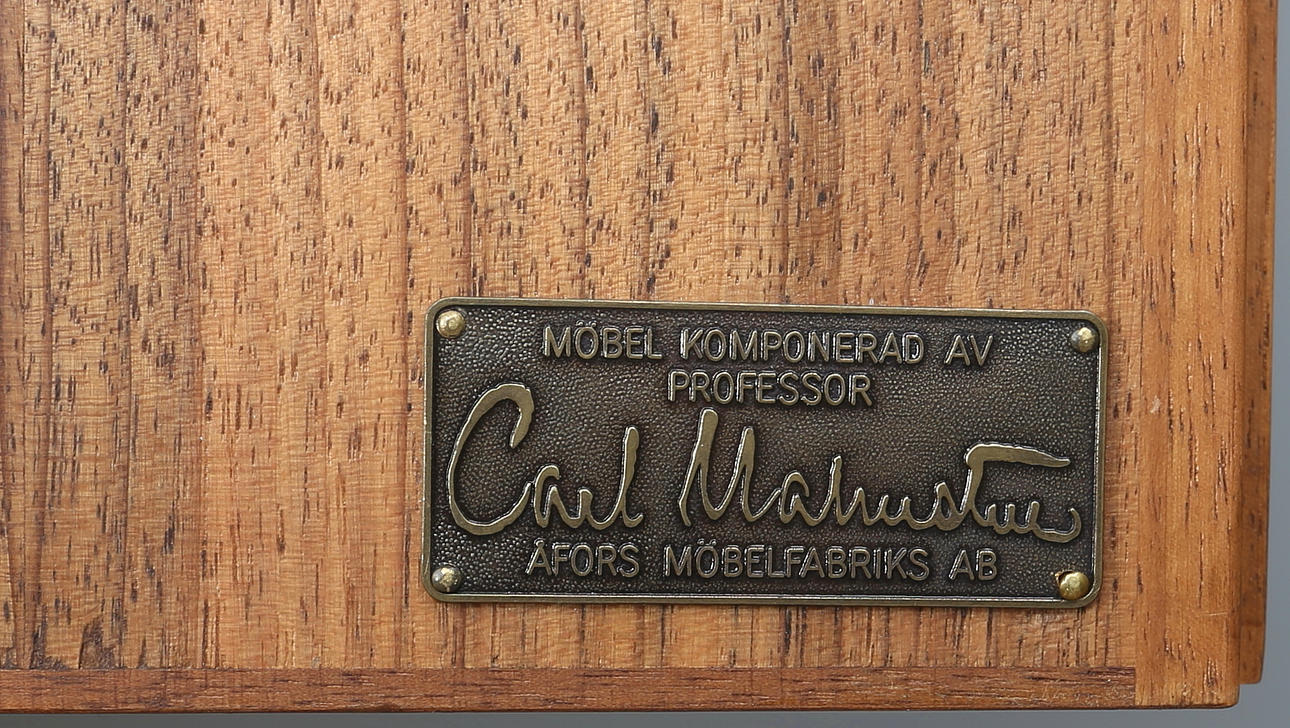 MÖBEL KOMPONERAD AV
PROFESSOR
Carl Malmsten
ÅFORS MÖBELFABRIKS AB